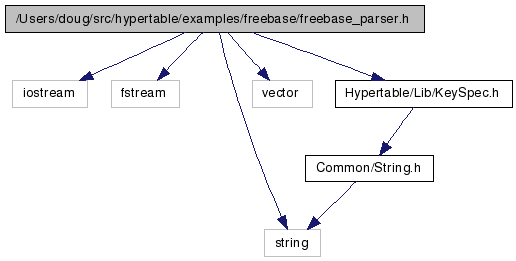 /Users/doug/src/hypertable/examples/freebase/freebase_parser.h
iostream
fstream
vector
Hypertable/Lib/KeySpec.h
Common/String.h
string